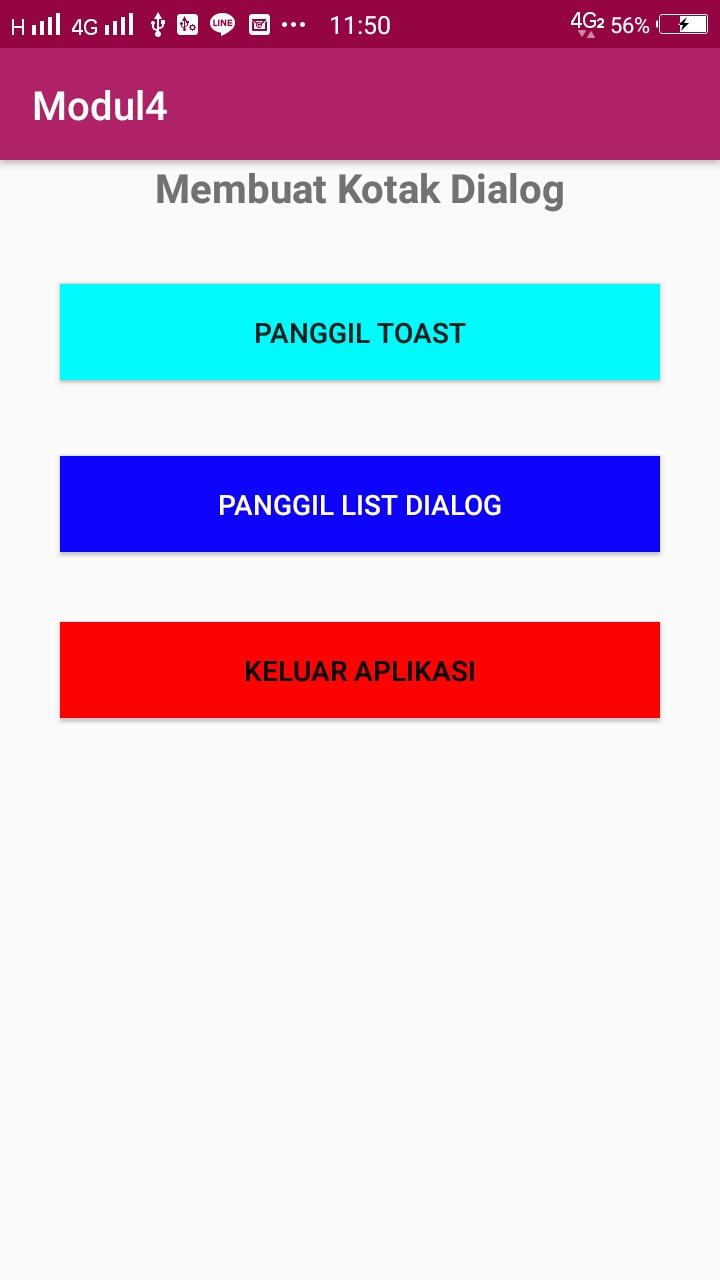 H 4G LINE 11:50 4G2 56%
Modul4
Membuat Kotak Dialog
PANGGIL TOAST
PANGGIL LIST DIALOG
KELUAR APLIKASI